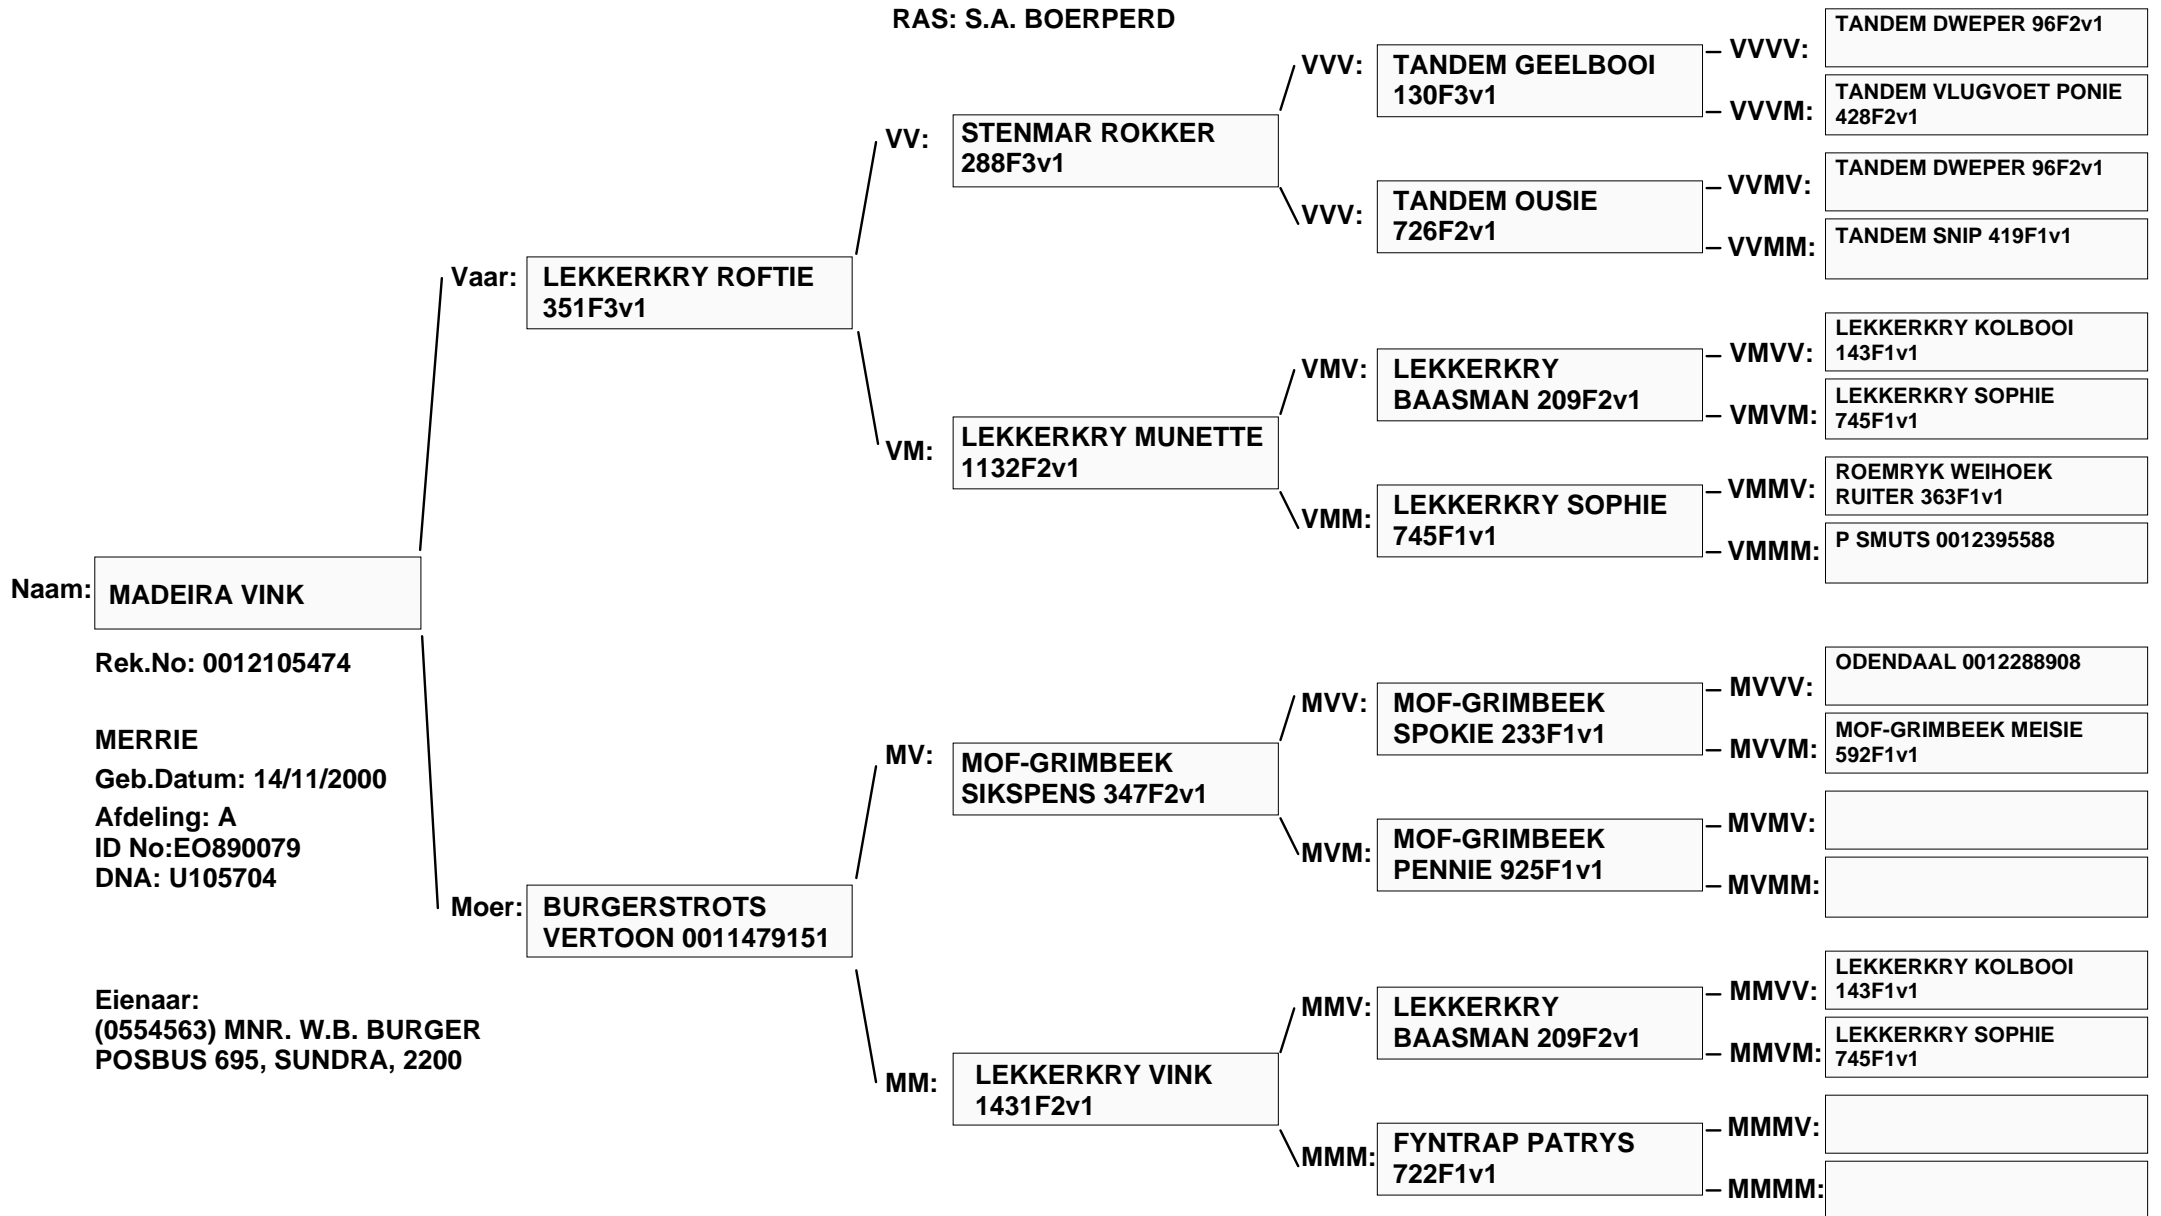 RAS: S.A. BOERPERD
Naam:
MADEIRA VINK
Rek.No: 0012105474
MERRIE
Geb.Datum: 14/11/2000
Afdeling: A
ID No:EO890079
DNA: U105704
Eienaar:
(0554563) MNR. W.B. BURGER
POSBUS 695, SUNDRA, 2200
Vaar:
LEKKERKRY ROFTIE
351F3v1
Moer:
BURGERSTROTS
VERTOON 0011479151
VV:
STENMAR ROKKER
288F3v1
VM:
LEKKERKRY MUNETTE
1132F2v1
MV:
MOF-GRIMBEEK
SIKSPENS 347F2v1
MM:
LEKKERKRY VINK
1431F2v1
VVV:
TANDEM GEELBOOI
130F3v1
VVV:
TANDEM OUSIE
726F2v1
VMV:
LEKKERKRY
BAASMAN 209F2v1
VMM:
LEKKERKRY SOPHIE
745F1v1
MVV:
MOF-GRIMBEEK
SPOKIE 233F1v1
MVM:
MOF-GRIMBEEK
PENNIE 925F1v1
MMV:
LEKKERKRY
BAASMAN 209F2v1
MMM:
FYNTRAP PATRYS
722F1v1
VVVV:
TANDEM DWEPER 96F2v1
VVVM:
TANDEM VLUGVOET PONIE
428F2v1
VVMV:
TANDEM DWEPER 96F2v1
VVMM:
TANDEM SNIP 419F1v1
VMVV:
LEKKERKRY KOLBOOI
143F1v1
VMVM:
LEKKERKRY SOPHIE
745F1v1
VMMV:
ROEMRYK WEIHOEK
RUITER 363F1v1
VMMM:
P SMUTS 0012395588
MVVV:
ODENDAAL 0012288908
MVVM:
MOF-GRIMBEEK MEISIE
592F1v1
MVMV:
MVMM:
MMVV:
LEKKERKRY KOLBOOI
143F1v1
MMVM:
LEKKERKRY SOPHIE
745F1v1
MMMV:
MMMM: